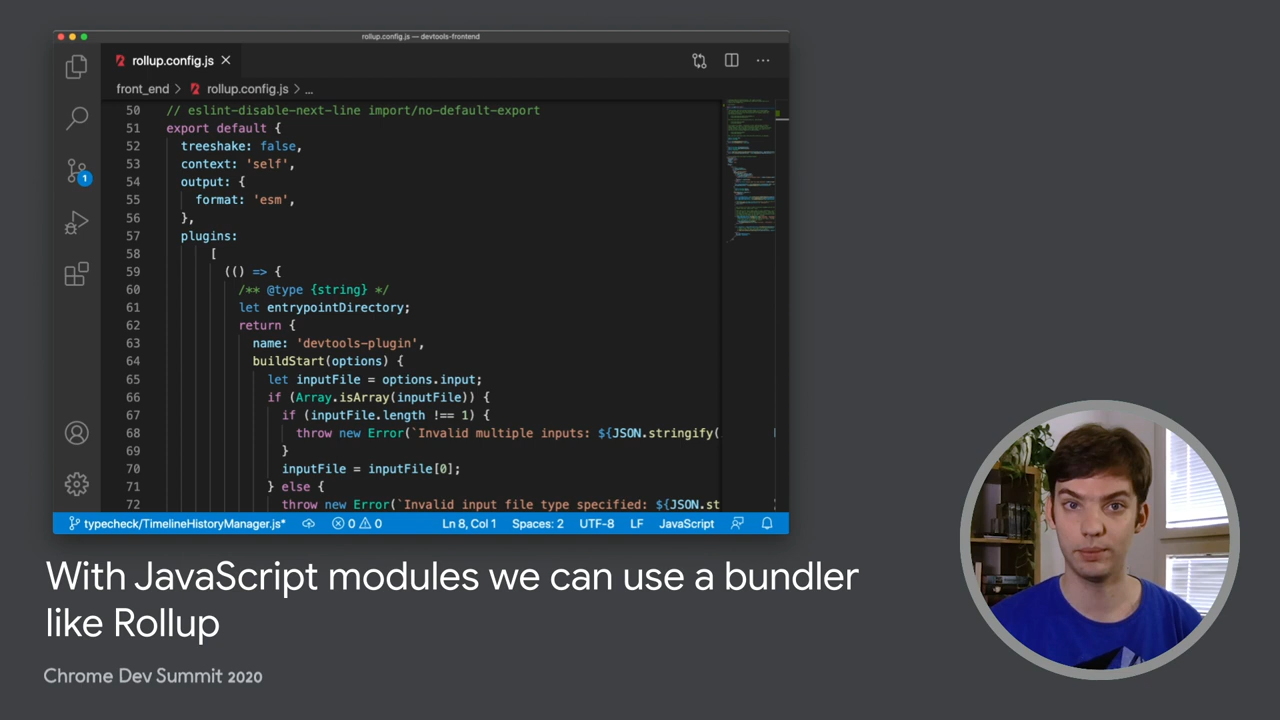 rollup.config.js — devtools-frontend
rollup.config.js
front_end > rollup.config.js > ...
50 // eslint-disable-next-line import/no-default-export
51 export default {
52 treeshake: false,
53 context: 'self',
54 output: {
55 format: 'esm',
56 },
57 plugins:
58 [
59 (() => {
60 /** @type {string} */
61 let entrypointDirectory;
62 return {
63 name: 'devtools-plugin',
64 buildStart(options) {
65 let inputFile = options.input;
66 if (Array.isArray(inputFile)) {
67 if (inputFile.length !== 1) {
68 throw new Error(`Invalid multiple inputs: ${JSON.stringify(
69 }
70 inputFile = inputFile[0];
71 } else {
72 throw new Error(`Invalid input file type specified: ${JSON.st
1
typecheck/TimelineHistoryManager.js* 0 0 Ln 8, Col 1 Spaces: 2 UTF-8 LF JavaScript
With JavaScript modules we can use a bundler
like Rollup
Chrome Dev Summit 2020